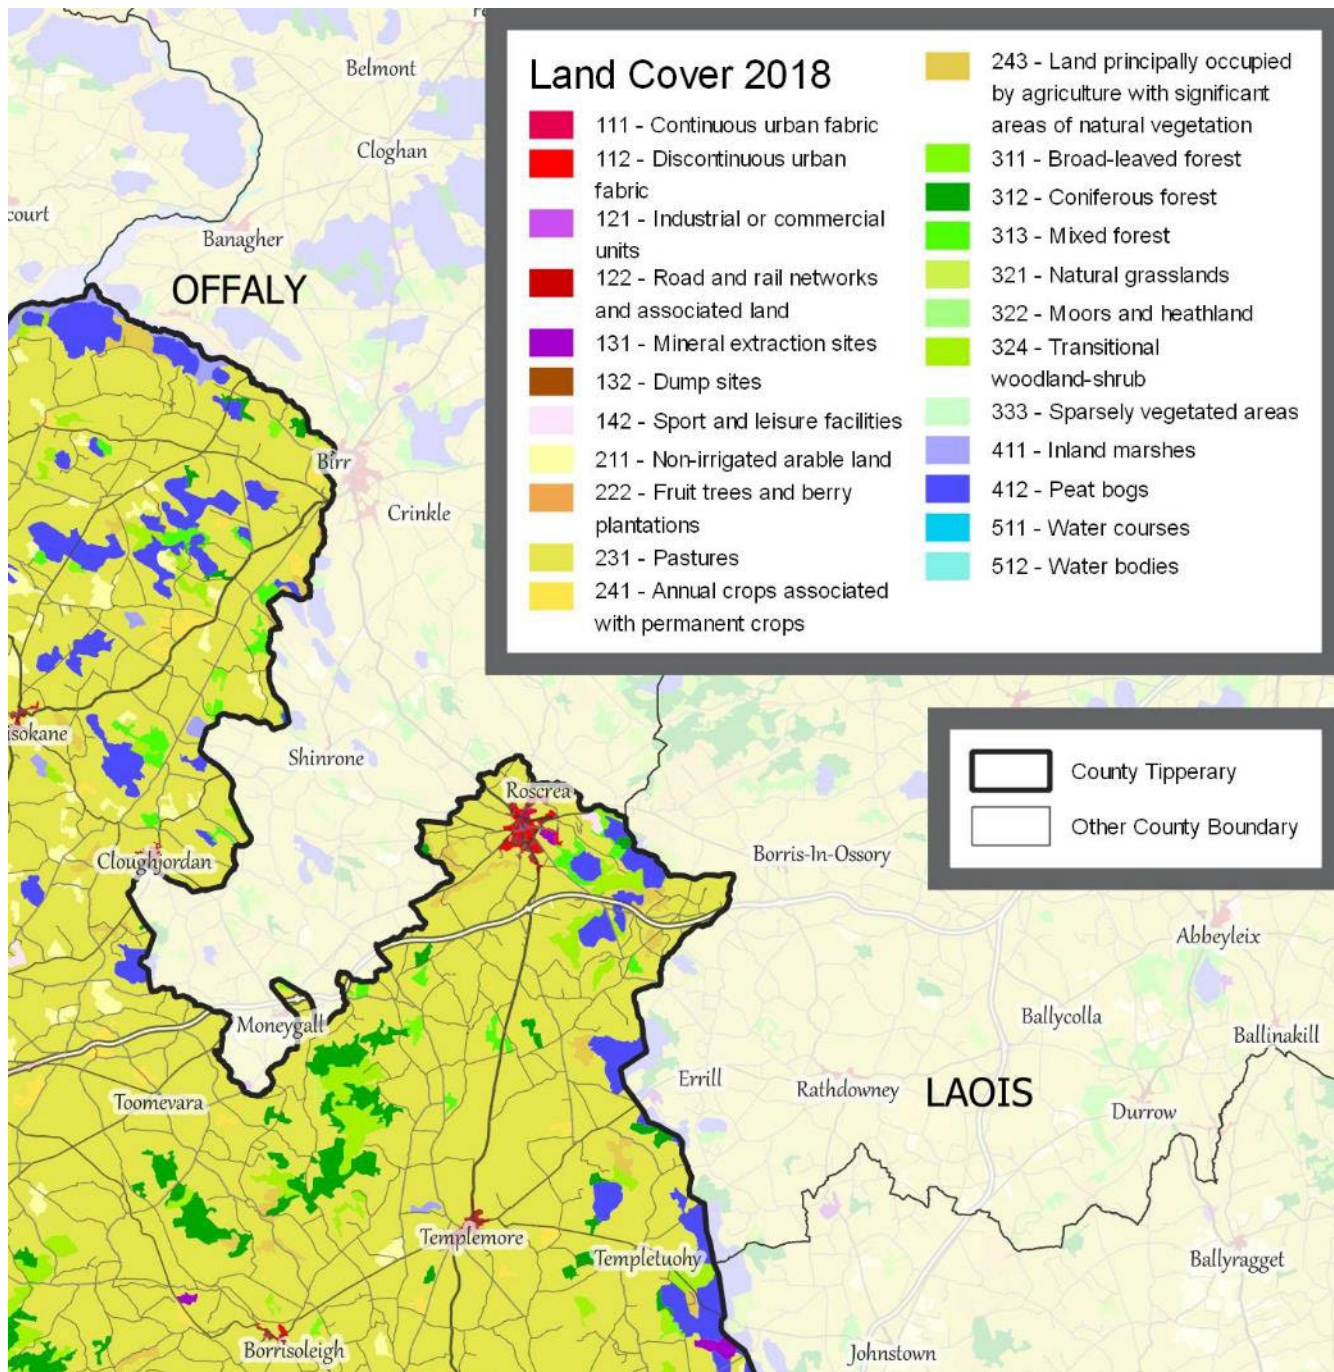 Belmont
Cloghan
court
Banagher
OFFALY
Birr
Crinkle
Shinrone
isokane
Roscrea
Cloughjordan
Borris-In-Ossory
Abbeyleix
Moneygall
Ballycolla
Ballinakill
Errill
Rathdowney
LAOIS
Durrow
Toomevara
Templemore
Templetuohy
Ballyragget
Borrisoleigh
Johnstown
Land Cover 2018
111 - Continuous urban fabric
112 - Discontinuous urban
fabric
121 - Industrial or commercial
units
122 - Road and rail networks
and associated land
131 - Mineral extraction sites
132 - Dump sites
142 - Sport and leisure facilities
211 - Non-irrigated arable land
222 - Fruit trees and berry
plantations
231 - Pastures
241 - Annual crops associated
with permanent crops
243 - Land principally occupied
by agriculture with significant
areas of natural vegetation
311 - Broad-leaved forest
312 - Coniferous forest
313 - Mixed forest
321 - Natural grasslands
322 - Moors and heathland
324 - Transitional
woodland-shrub
333 - Sparsely vegetated areas
411 - Inland marshes
412 - Peat bogs
511 - Water courses
512 - Water bodies
County Tipperary
Other County Boundary